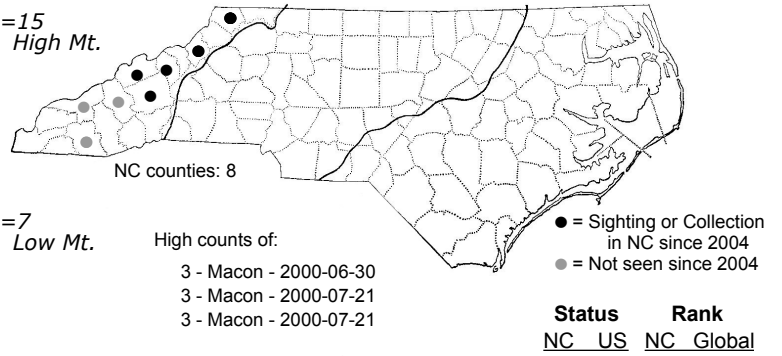 =15
High Mt.
NC counties: 8
=7
Low Mt.
High counts of:
3 - Macon - 2000-06-30
3 - Macon - 2000-07-21
3 - Macon - 2000-07-21
= Sighting or Collection
in NC since 2004
= Not seen since 2004
Status Rank
NC US NC Global